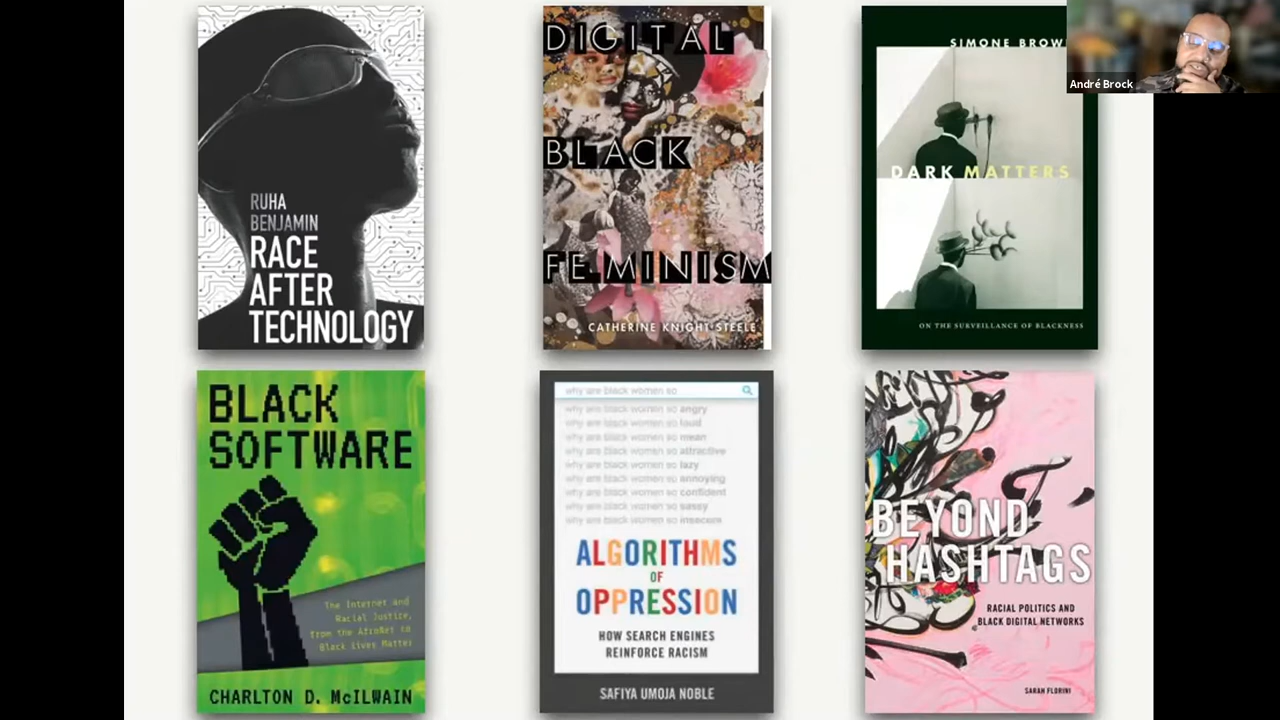 RUHA
BENJAMIN
RACE
AFTER
TECHNOLOGY
DIGITAL
BLACK
FEMINISM
CATHERINE KNIGHT STEELE
SIMONE BROW
DARK MATTERS
ON THE SURVEILLANCE OF BLACKNESS
André Brock
BLACK
SOFTWARE
The Internet and
Racial Justice,
from the AfroNet to
Black Lives Matter
CHARLTON D. McILWAIN
why are black women so
why are black women so angry
why are black women so loud
why are black women so mean
why are black women so attractive
why are black women so lazy
why are black women so annoying
why are black women so confident
why are black women so sassy
why are black women so insecure
ALGORITHMS
OF
OPPRESSION
HOW SEARCH ENGINES
REINFORCE RACISM
SAFIYA UMOJA NOBLE
BEYOND
HASHTAGS
RACIAL POLITICS AND
BLACK DIGITAL NETWORKS
SARAH FLORINI